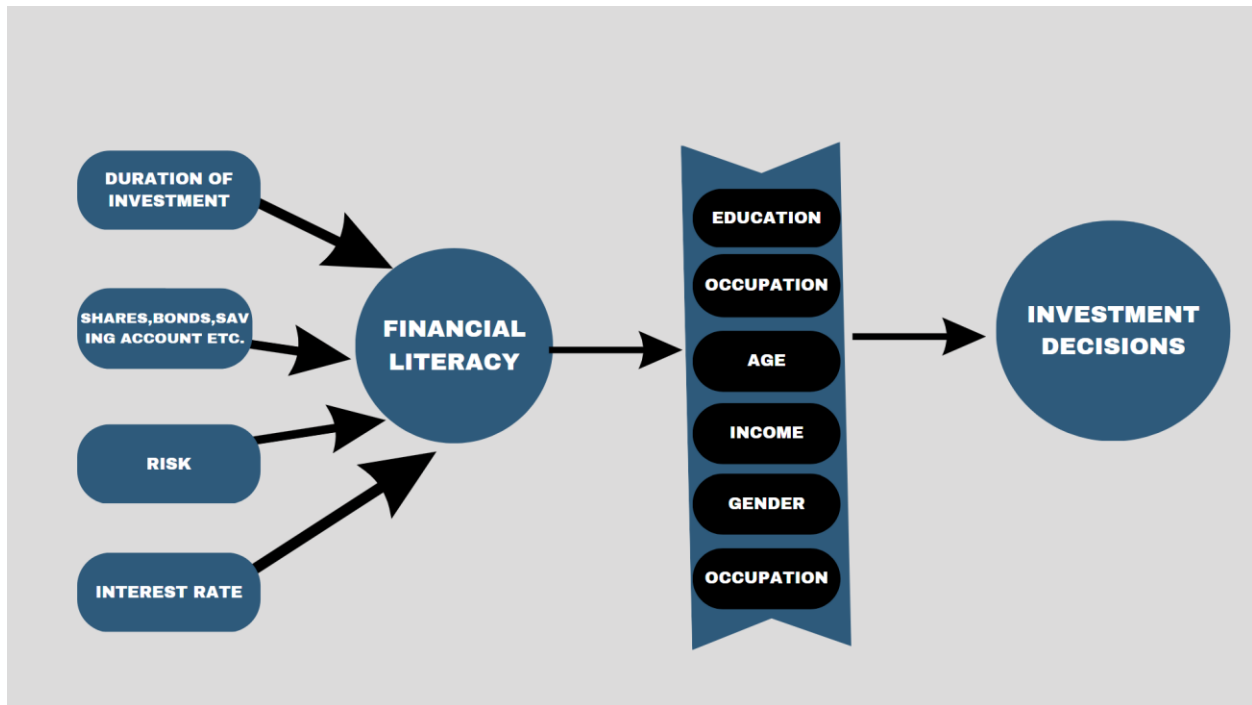 DURATION OF
INVESTMENT
SHARES,BONDS,SAV
ING ACCOUNT ETC.
RISK
INTEREST RATE
FINANCIAL
LITERACY
EDUCATION
OCCUPATION
AGE
INCOME
GENDER
OCCUPATION
INVESTMENT
DECISIONS